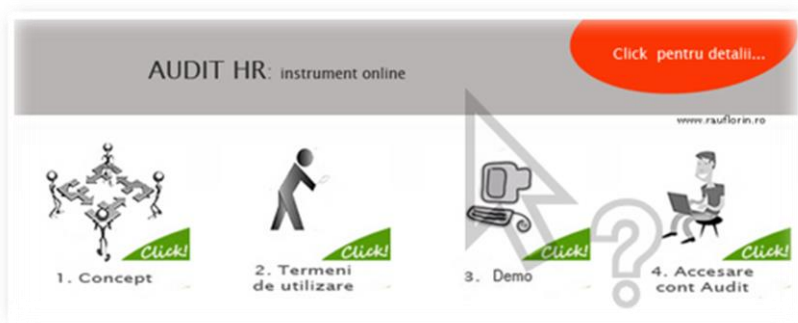 AUDIT HR: instrument online
Click pentru detalii...
www.rauflorin.ro
Click!
1. Concept
Click!
2. Termeni
de utilizare
Click!
3. Demo
Click!
4. Accesare
cont Audit